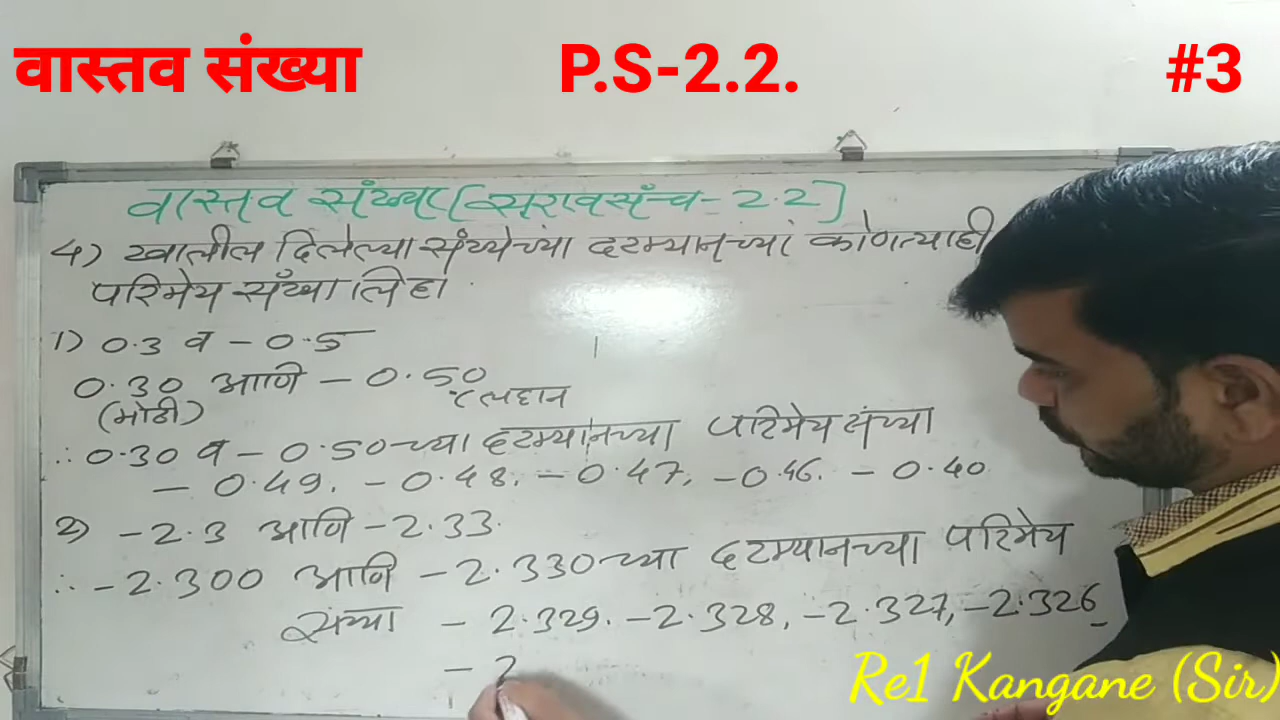 वास्तव संख्या P.S-2.2. #3
वास्तव संख्या (सरावसंच - 2.2)
4) खालील दिलेल्या संख्येच्या दरम्यानच्या कोणत्याही
परिमेय संख्या लिहा.
1) 0.3 व - 0.5
0.30 आणि - 0.50
(मोठी) लहान
∴ 0.30 व - 0.50 च्या दरम्यानच्या परिमेय संख्या
- 0.49, - 0.48, - 0.47, - 0.46, - 0.40
2) - 2.3 आणि - 2.33.
∴ - 2.300 आणि - 2.330 च्या दरम्यानच्या परिमेय
संख्या - 2.329, - 2.328, - 2.327, - 2.326
- 2
Re1 Kangane (Sir)